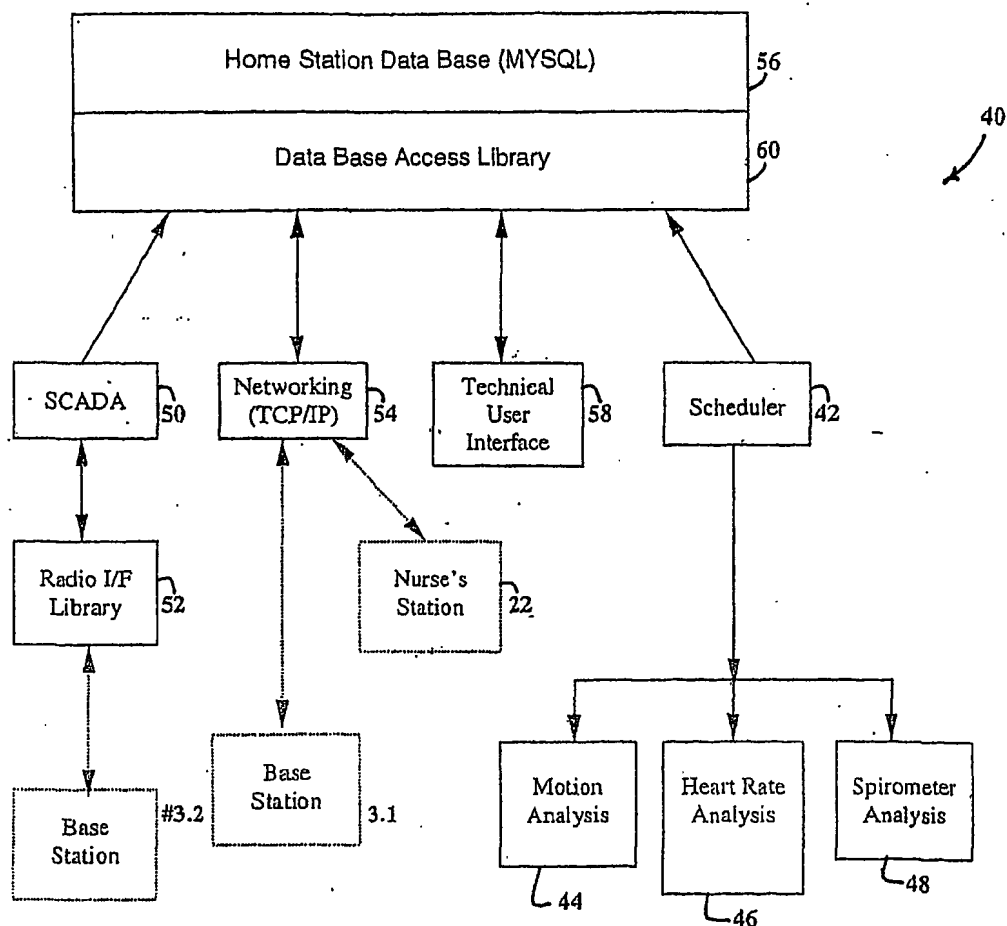 Home Station Data Base (MYSQL)
56
40
Data Base Access Library
60
SCADA
50
Networking
(TCP/IP)
54
Technical
User
Interface
58
Scheduler
42
Radio I/F
Library
52
Nurse's
Station
22
Base
Station
#3.2
Base
Station
3.1
Motion
Analysis
44
Heart Rate
Analysis
46
Spirometer
Analysis
48